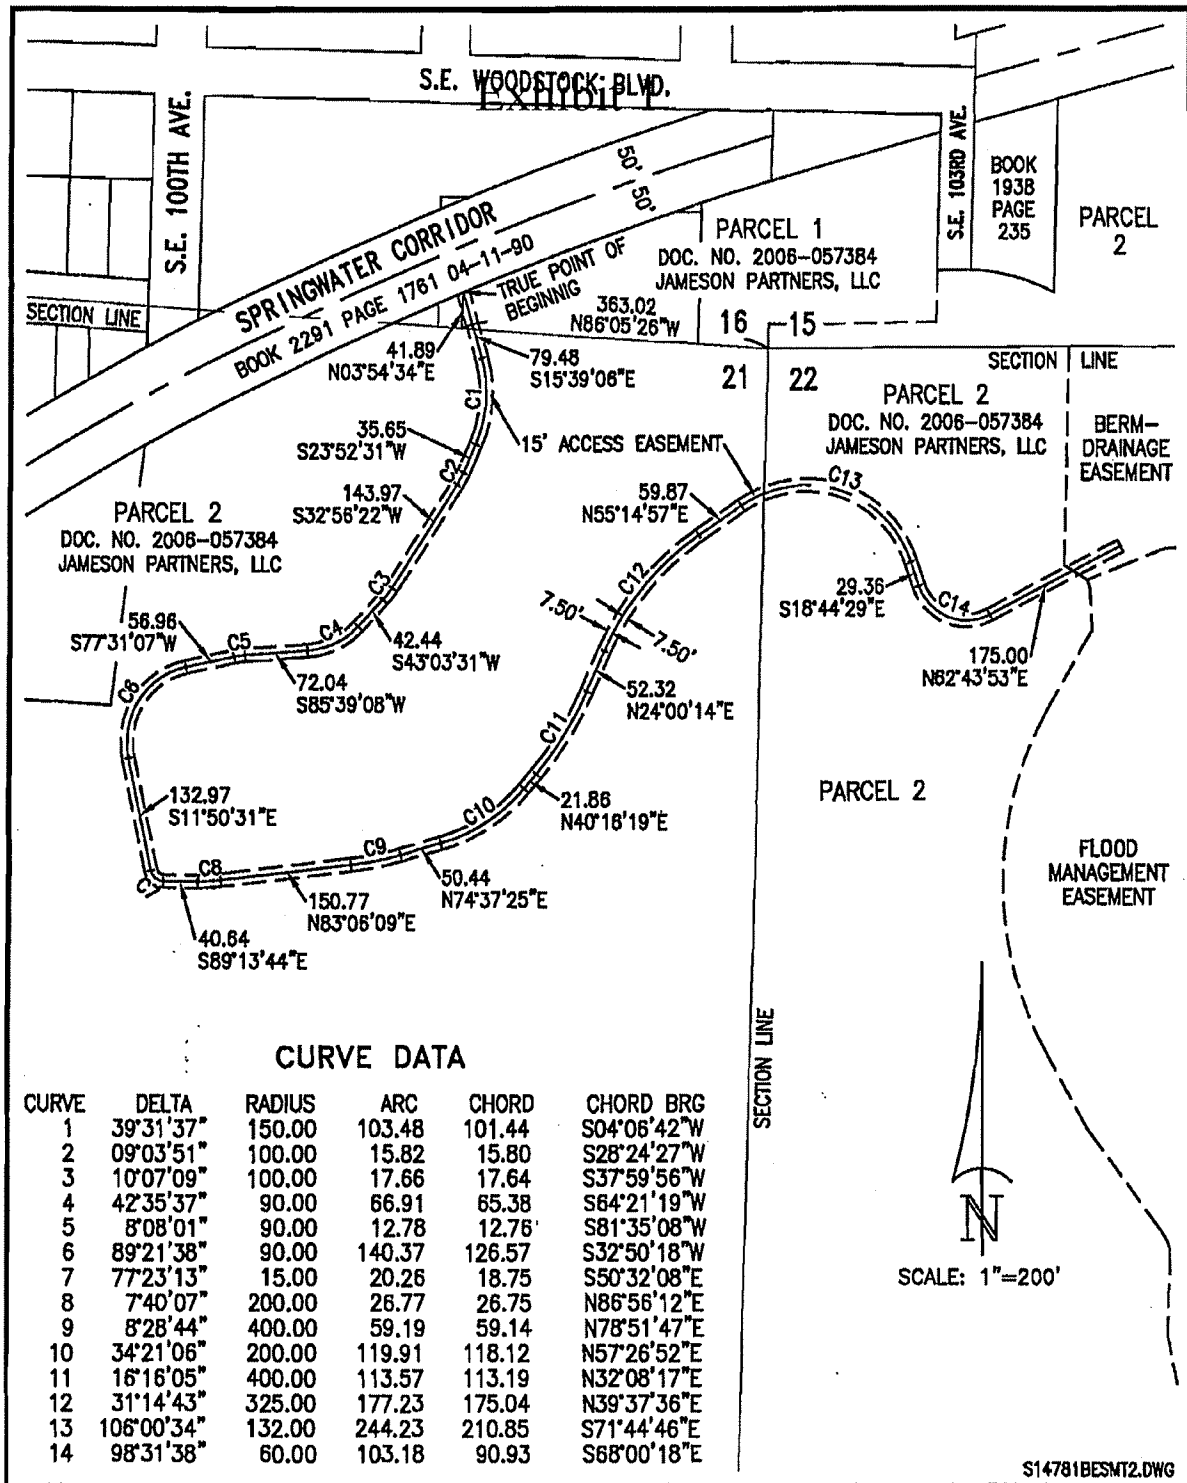 S.E. WOODSTOCK BLVD.
Exhibit 1
S.E. 100TH AVE.
S.E. 103RD AVE.
BOOK
1938
PAGE
235
PARCEL
2
50'
50'
SPRINGWATER CORRIDOR
BOOK 2291 PAGE 1761 04-11-90
PARCEL 1
DOC. NO. 2006-057384
JAMESON PARTNERS, LLC
TRUE POINT OF
BEGINNIG
SECTION LINE
363.02
N86°05'26"W
16
15
21
22
SECTION LINE
41.89
N03°54'34"E
79.48
S15°39'06"E
C1
PARCEL 2
DOC. NO. 2006-057384
JAMESON PARTNERS, LLC
BERM-
DRAINAGE
EASEMENT
35.65
S23°52'31"W
15' ACCESS EASEMENT
C2
C13
143.97
S32°56'22"W
59.87
N55°14'57"E
PARCEL 2
DOC. NO. 2006-057384
JAMESON PARTNERS, LLC
C3
C12
29.36
S18°44'29"E
C14
7.50'
7.50'
56.96
S77°31'07"W
C5
C4
42.44
S43°03'31"W
175.00
N62°43'53"E
C6
72.04
S85°39'08"W
52.32
N24°00'14"E
C11
132.97
S11°50'31"E
21.86
N40°16'19"E
PARCEL 2
C10
C9
C8
C7
FLOOD
MANAGEMENT
EASEMENT
50.44
N74°37'25"E
150.77
N83°06'09"E
40.64
S89°13'44"E
SECTION LINE
CURVE DATA
CURVE DELTA RADIUS ARC CHORD CHORD BRG
1 39°31'37" 150.00 103.48 101.44 S04°06'42"W
2 09°03'51" 100.00 15.82 15.80 S28°24'27"W
3 10°07'09" 100.00 17.66 17.64 S37°59'56"W
4 42°35'37" 90.00 66.91 65.38 S64°21'19"W
5 8°08'01" 90.00 12.78 12.76 S81°35'08"W
6 89°21'38" 90.00 140.37 126.57 S32°50'18"W
7 77°23'13" 15.00 20.26 18.75 S50°32'08"E
8 7°40'07" 200.00 26.77 26.75 N86°56'12"E
9 8°28'44" 400.00 59.19 59.14 N78°51'47"E
10 34°21'06" 200.00 119.91 118.12 N57°26'52"E
11 16°16'05" 400.00 113.57 113.19 N32°08'17"E
12 31°14'43" 325.00 177.23 175.04 N39°37'36"E
13 106°00'34" 132.00 244.23 210.85 S71°44'46"E
14 98°31'38" 60.00 103.18 90.93 S68°00'18"E
N
SCALE: 1"=200'
S14781BESMT2.DWG